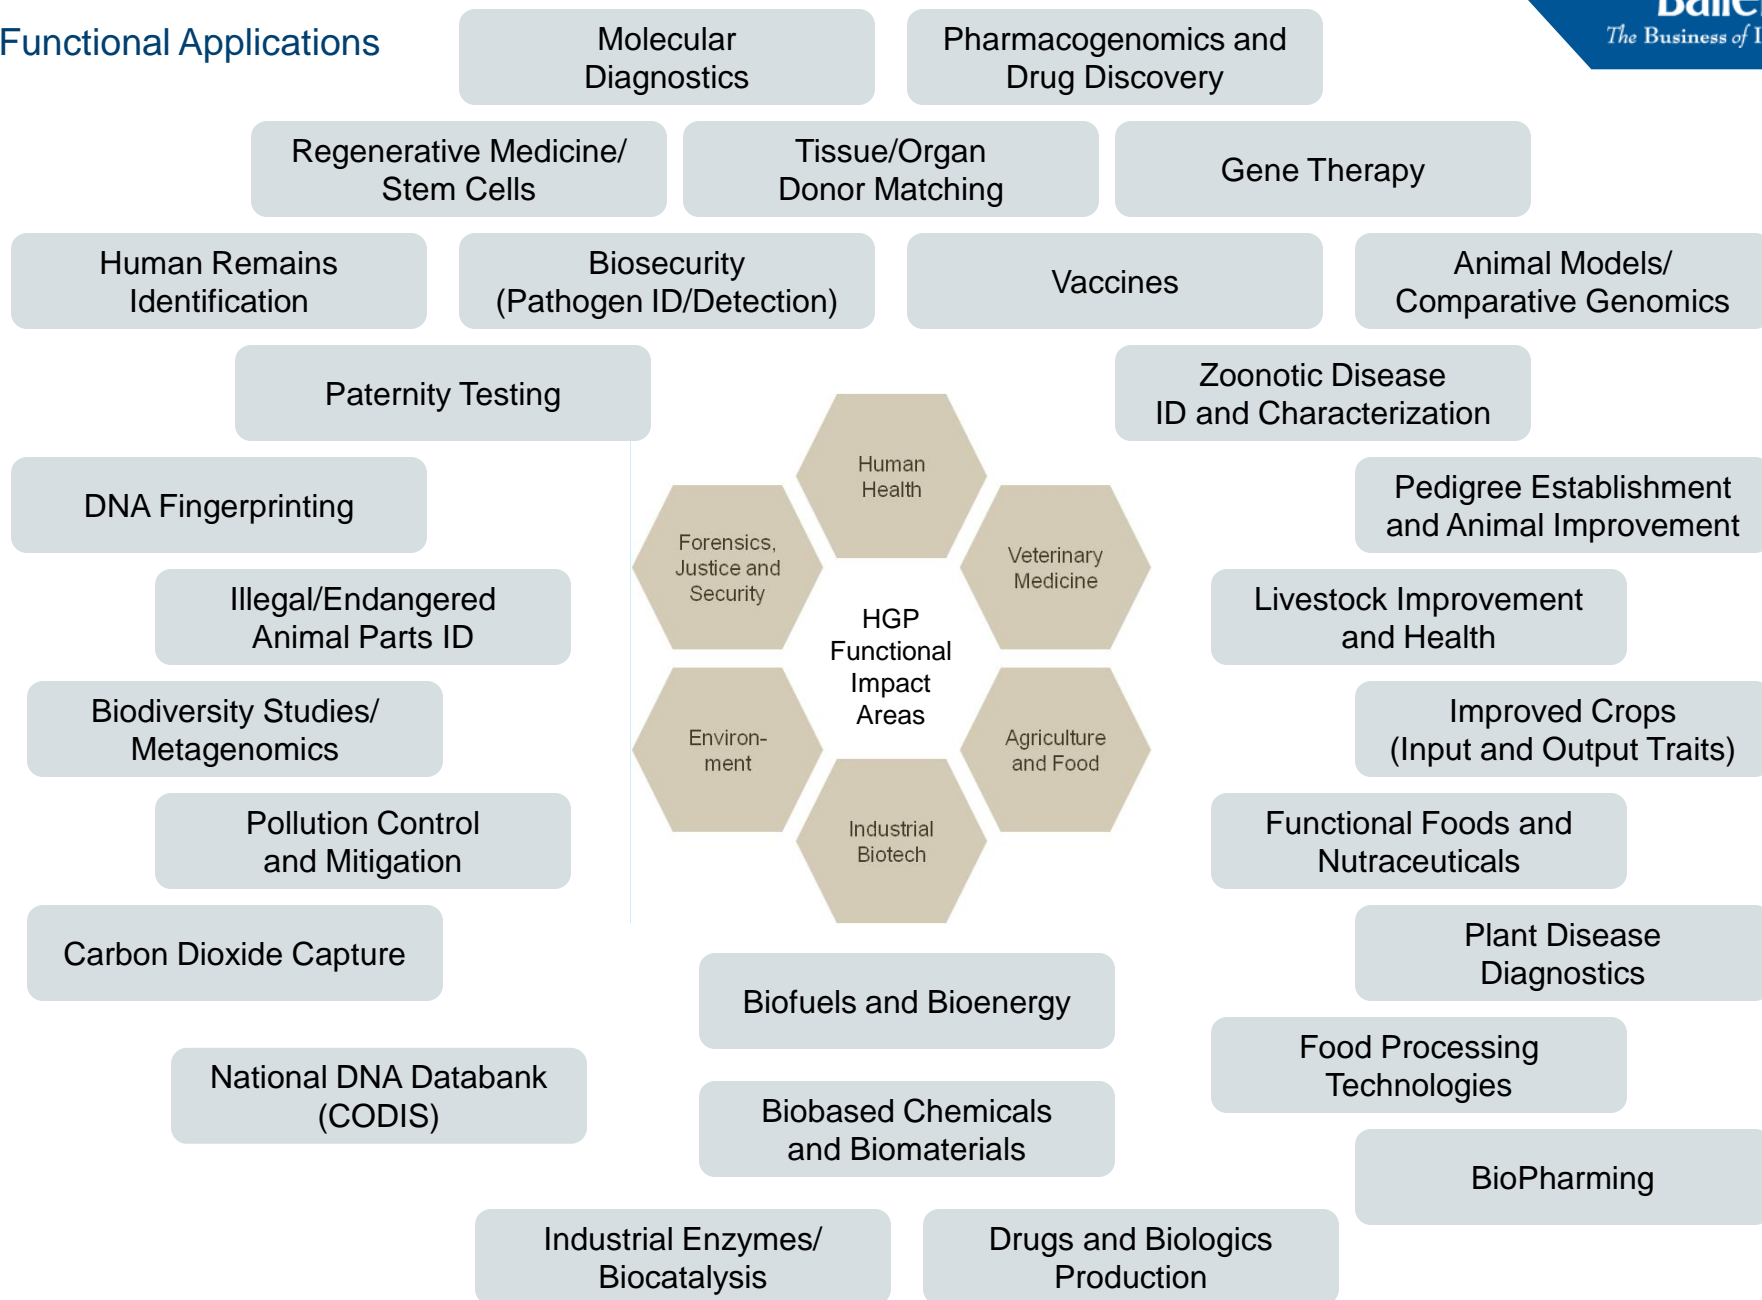 Functional Applications
The Business of
Molecular
Diagnostics
Pharmacogenomics and
Drug Discovery
Regenerative Medicine/
Stem Cells
Tissue/Organ
Donor Matching
Gene Therapy
Human Remains
Identification
Biosecurity
(Pathogen ID/Detection)
Vaccines
Animal Models/
Comparative Genomics
Paternity Testing
Zoonotic Disease
ID and Characterization
DNA Fingerprinting
Pedigree Establishment
and Animal Improvement
Illegal/Endangered
Animal Parts ID
Livestock Improvement
and Health
Biodiversity Studies/
Metagenomics
Improved Crops
(Input and Output Traits)
Pollution Control
and Mitigation
Functional Foods and
Nutraceuticals
Carbon Dioxide Capture
Plant Disease
Diagnostics
Human
Health
Forensics,
Justice and
Security
Veterinary
Medicine
HGP
Functional
Impact
Areas
Environ-
ment
Agriculture
and Food
Industrial
Biotech
Biofuels and Bioenergy
Food Processing
Technologies
National DNA Databank
(CODIS)
Biobased Chemicals
and Biomaterials
BioPharming
Industrial Enzymes/
Biocatalysis
Drugs and Biologics
Production